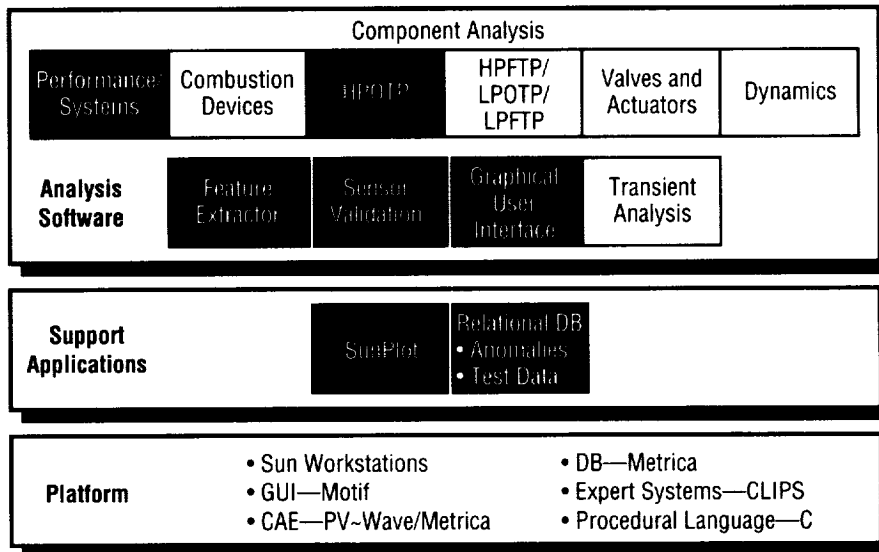 Component Analysis
Performance/
Systems
Combustion
Devices
HPOTP
HPFTP/
LPOTP/
LPFTP
Valves and
Actuators
Dynamics
Analysis
Software
Feature
Extractor
Sensor
Validation
Graphical
User
Interface
Transient
Analysis
Support
Applications
SunPlot
Relational DB
• Anomalies
• Test Data
Platform
• Sun Workstations
• GUI—Motif
• CAE—PV~Wave/Metrica
• DB—Metrica
• Expert Systems—CLIPS
• Procedural Language—C